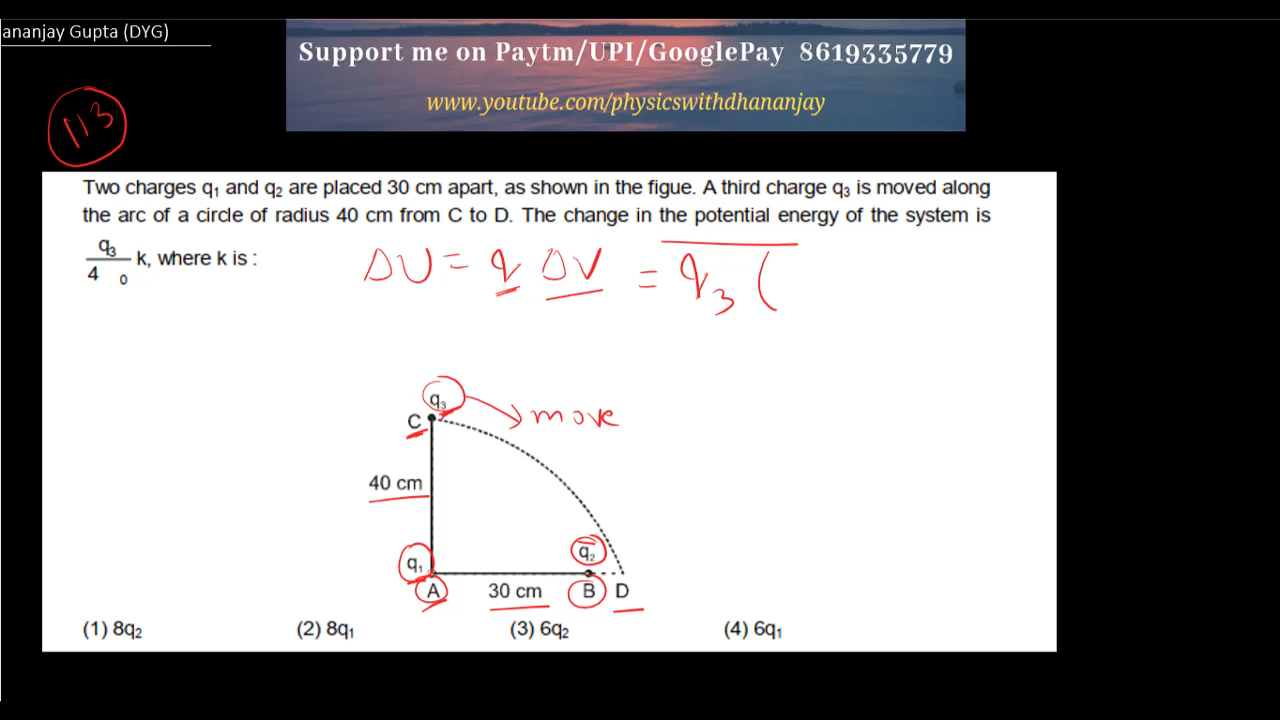 ananjay Gupta (DYG)
Support me on Paytm/UPI/GooglePay 8619335779
www.youtube.com/physicswithdhananjay
113
Two charges q₁ and q₂ are placed 30 cm apart, as shown in the figue. A third charge q₃ is moved along
the arc of a circle of radius 40 cm from C to D. The change in the potential energy of the system is
q₃
4 ₀
k, where k is :
ΔU = q ΔV = q₃ (
q₃
C
move
40 cm
q₁
q₂
A
30 cm
B
D
(1) 8q₂
(2) 8q₁
(3) 6q₂
(4) 6q₁